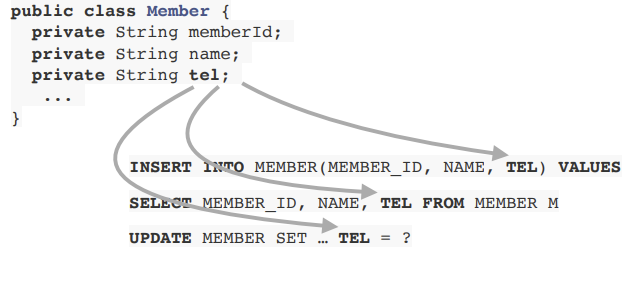 public class Member {
private String memberId;
private String name;
private String tel;
...
}
INSERT INTO MEMBER(MEMBER_ID, NAME, TEL) VALUES
SELECT MEMBER_ID, NAME, TEL FROM MEMBER M
UPDATE MEMBER SET … TEL = ?